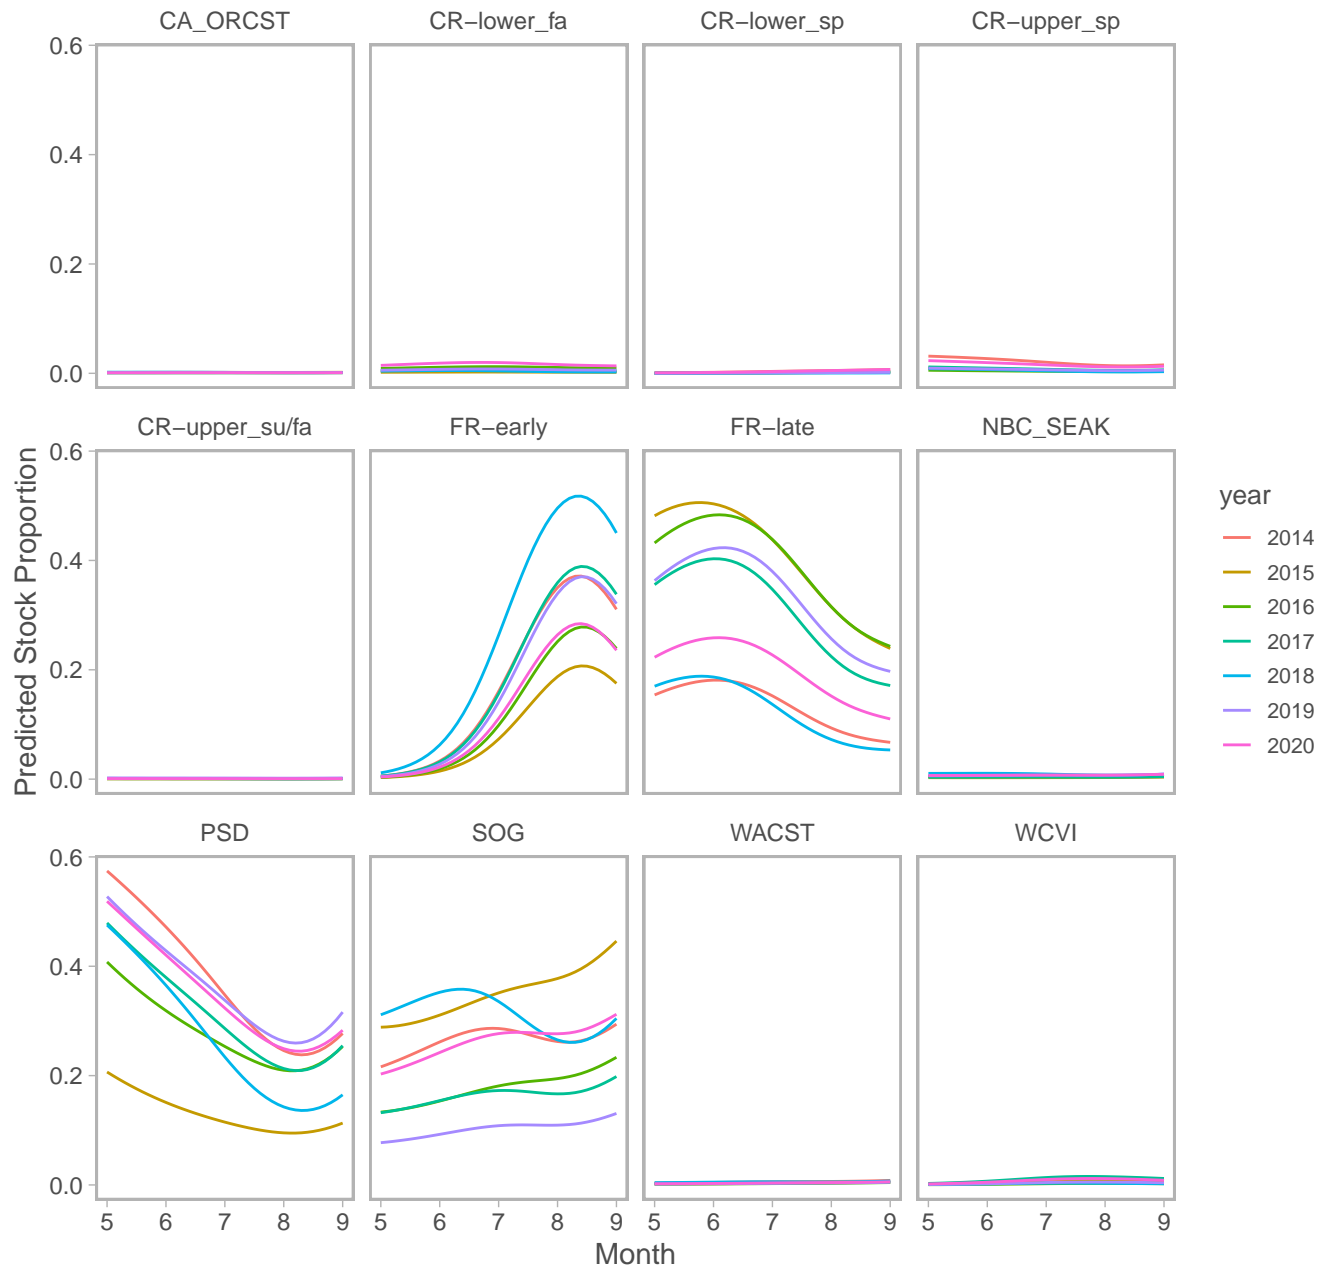 CA_ORCST CR−lower_fa CR−lower_sp CR−upper_sp
0.6
0.4
0.2
0.0
CR−upper_su/fa FR−early FR−late NBC_SEAK
0.6
0.4
0.2
0.0
Predicted Stock Proportion
PSD SOG WACST WCVI
0.6
0.4
0.2
0.0
5 6 7 8 9 5 6 7 8 9 5 6 7 8 9 5 6 7 8 9
Month
year
2014
2015
2016
2017
2018
2019
2020